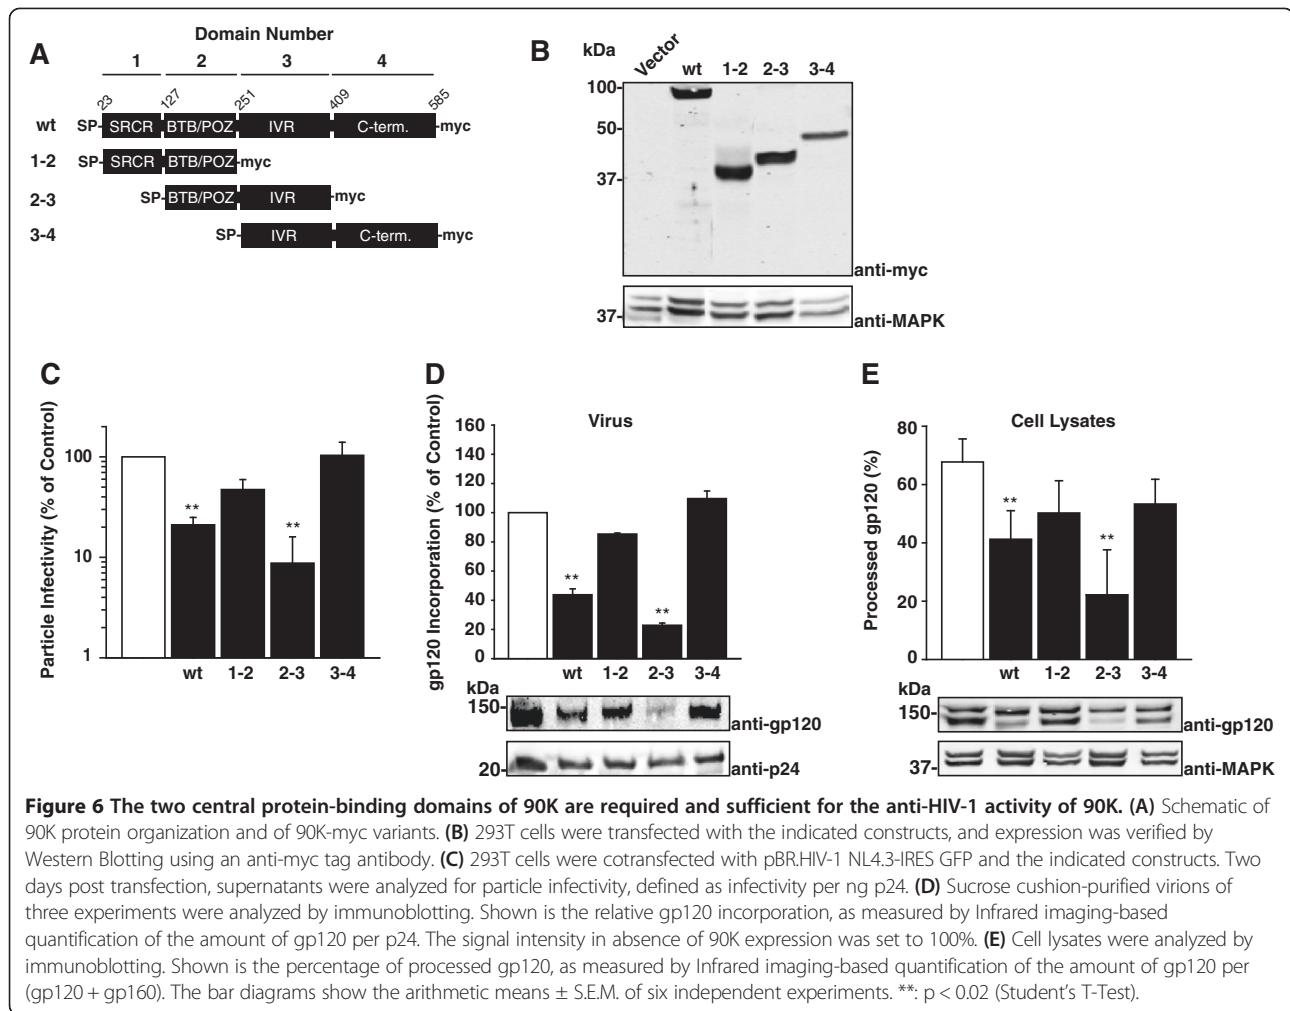 A
Domain Number
1 2 3 4
23 127 251 409 585
wt SP- SRCR BTB/POZ IVR C-term. -myc
1-2 SP- SRCR BTB/POZ -myc
2-3 SP- BTB/POZ IVR -myc
3-4 SP- IVR C-term. -myc
B
kDa Vector wt 1-2 2-3 3-4
100-
50-
37-
anti-myc
37-
anti-MAPK
C
Particle Infectivity (% of Control)
100
10
1
** **
wt 1-2 2-3 3-4
D
Virus
gp120 Incorporation (% of Control)
160
140
120
100
80
60
40
20
0
** **
wt 1-2 2-3 3-4
kDa
150-
anti-gp120
20-
anti-p24
E
Cell Lysates
Processed gp120 (%)
80
60
40
20
0
** **
wt 1-2 2-3 3-4
kDa
150-
anti-gp120
37-
anti-MAPK
Figure 6 The two central protein-binding domains of 90K are required and sufficient for the anti-HIV-1 activity of 90K. (A) Schematic of
90K protein organization and of 90K-myc variants. (B) 293T cells were transfected with the indicated constructs, and expression was verified by
Western Blotting using an anti-myc tag antibody. (C) 293T cells were cotransfected with pBR.HIV-1 NL4.3-IRES GFP and the indicated constructs. Two
days post transfection, supernatants were analyzed for particle infectivity, defined as infectivity per ng p24. (D) Sucrose cushion-purified virions of
three experiments were analyzed by immunoblotting. Shown is the relative gp120 incorporation, as measured by Infrared imaging-based
quantification of the amount of gp120 per p24. The signal intensity in absence of 90K expression was set to 100%. (E) Cell lysates were analyzed by
immunoblotting. Shown is the percentage of processed gp120, as measured by Infrared imaging-based quantification of the amount of gp120 per
(gp120 + gp160). The bar diagrams show the arithmetic means ± S.E.M. of six independent experiments. **: p < 0.02 (Student's T-Test).